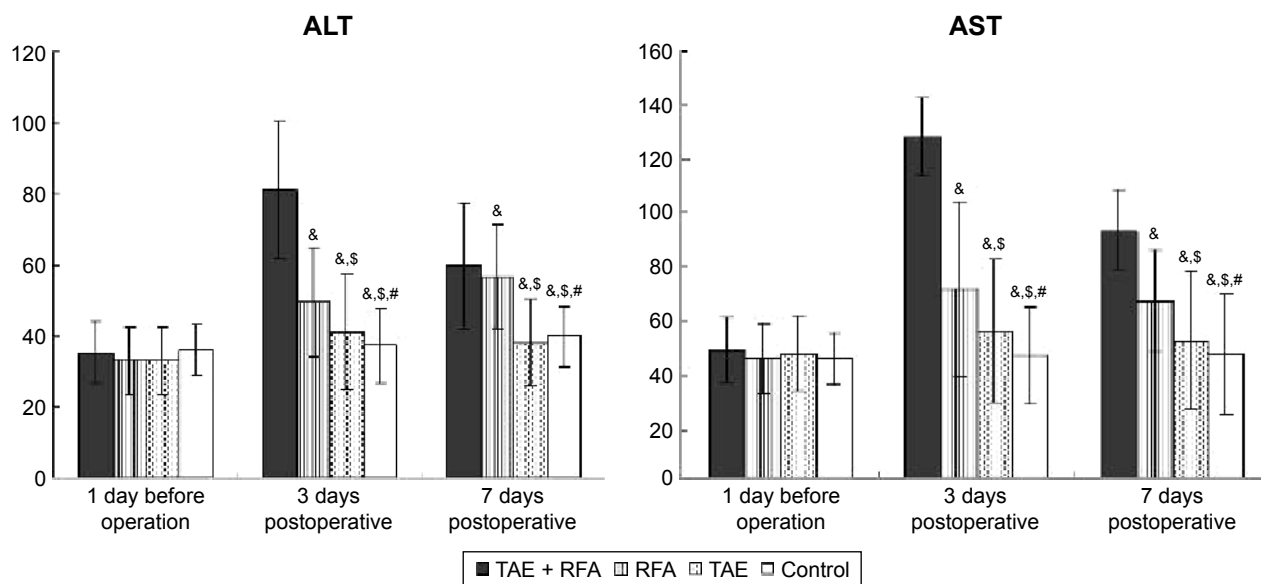 ALT
120
100
80
60
40
20
0
&
&,$
&,$,#
&
&,$
&,$,#
1 day before
operation
3 days
postoperative
7 days
postoperative
AST
160
140
120
100
80
60
40
20
0
&
&,$
&,$,#
&
&,$
&,$,#
1 day before
operation
3 days
postoperative
7 days
postoperative
TAE + RFA RFA TAE Control